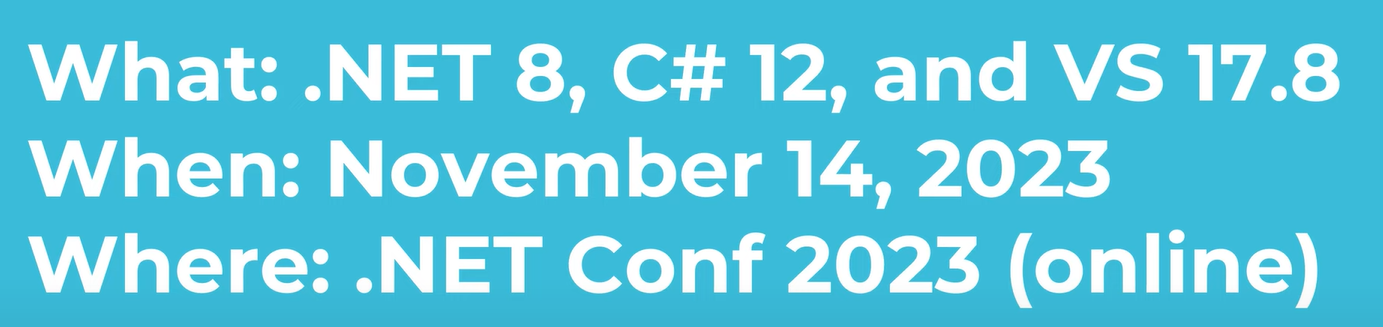 What: .NET 8, C# 12, and VS 17.8
When: November 14, 2023
Where: .NET Conf 2023 (online)